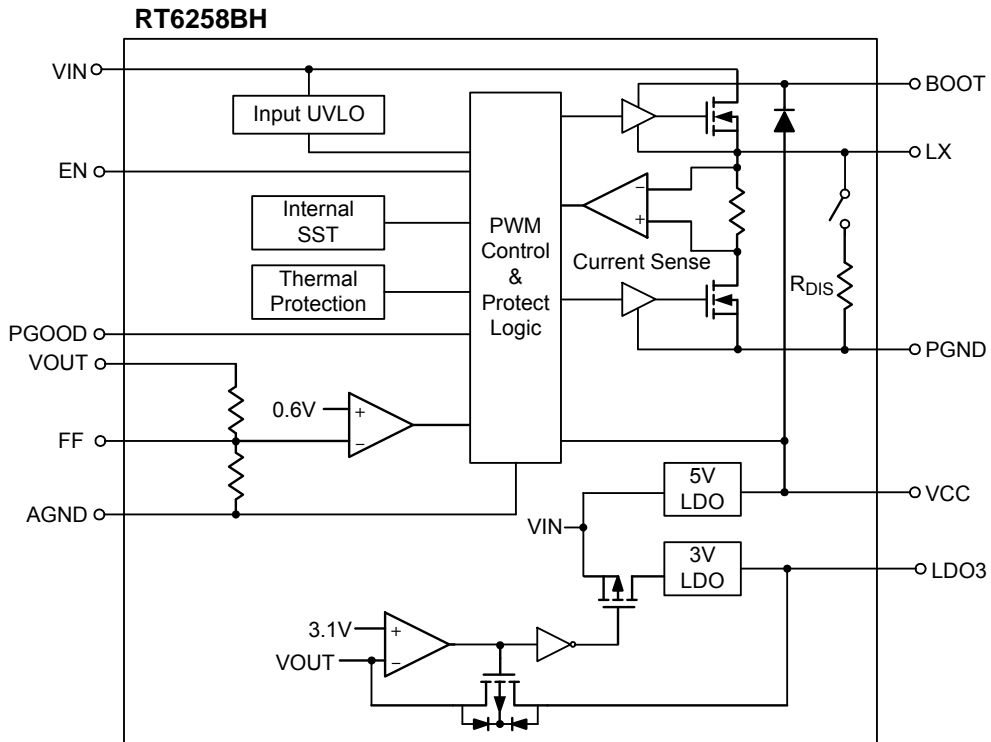 RT6258BH
VIN
BOOT
Input UVLO
LX
EN
Internal
SST
PWM
Control
&
Protect
Logic
−
+
Current Sense
Thermal
Protection
RDIS
PGOOD
PGND
VOUT
0.6V
+
−
FF
5V
LDO
VCC
AGND
VIN
3V
LDO
LDO3
3.1V
+
VOUT
−